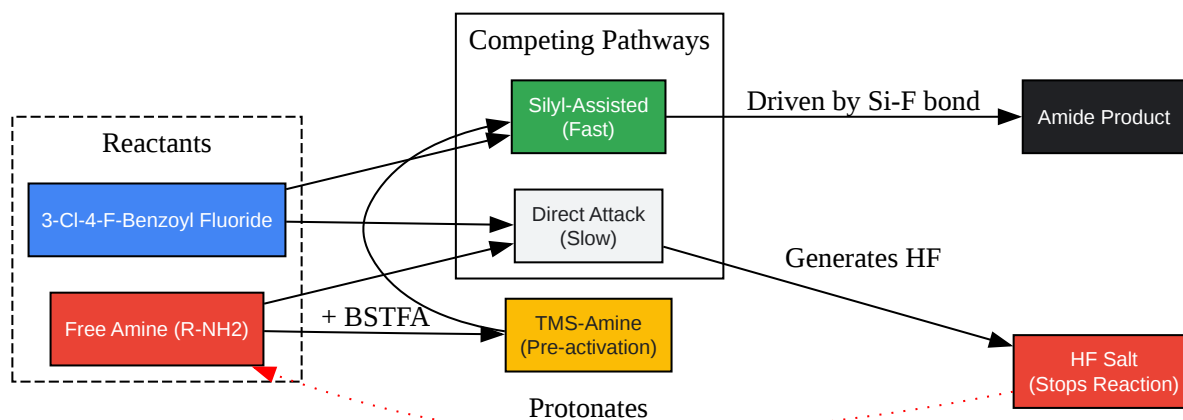 Competing Pathways
Reactants
3-Cl-4-F-Benzoyl Fluoride
Free Amine (R-NH2)
+ BSTFA
Silyl-Assisted
(Fast)
Direct Attack
(Slow)
TMS-Amine
(Pre-activation)
Driven by Si-F bond
Amide Product
Generates HF
HF Salt
(Stops Reaction)
Protonates